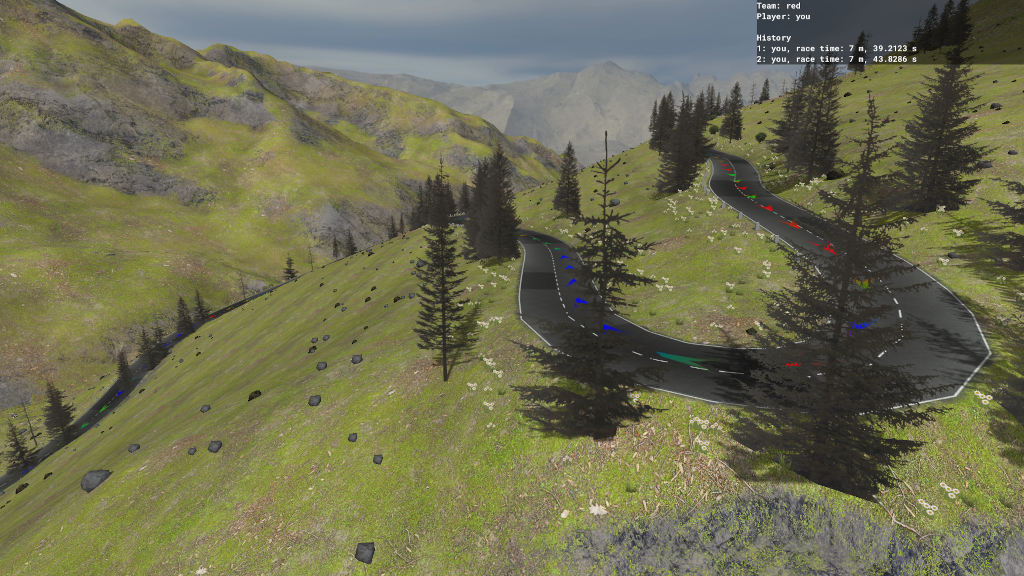 Team: red
Player: you
History
1: you, race time: 7 m, 39.2123 s
2: you, race time: 7 m, 43.8286 s